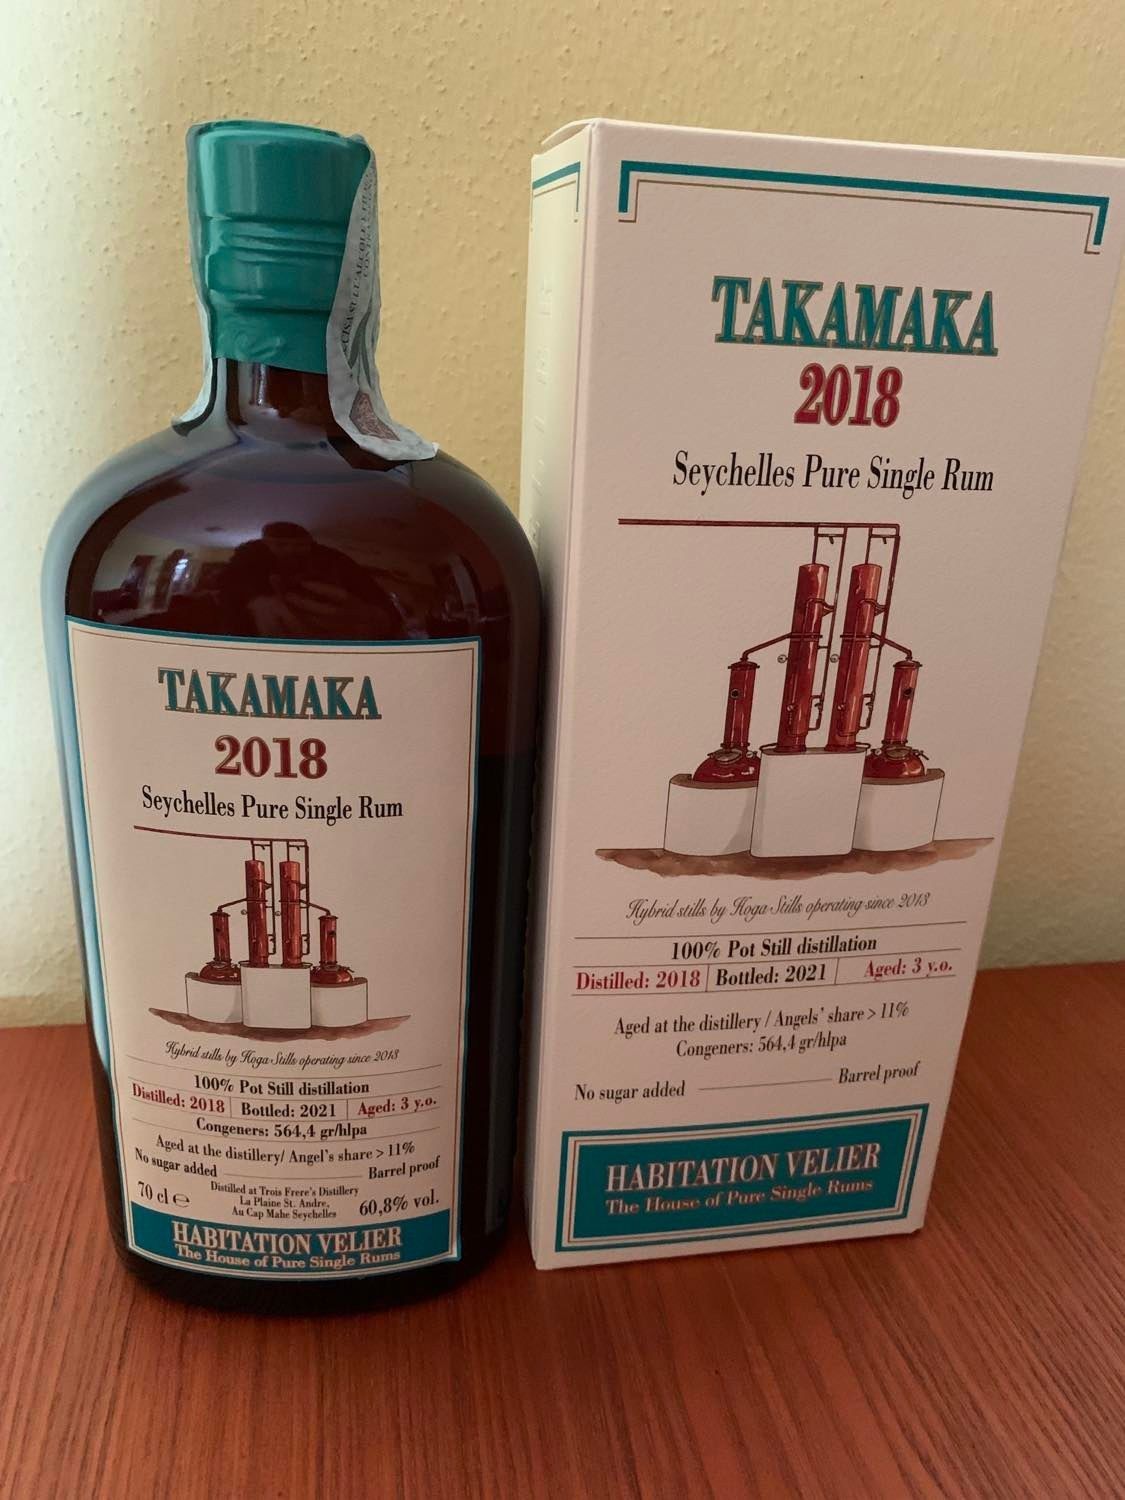 TAKAMAKA
2018
Seychelles Pure Single Rum
Hybrid stills by Hoga Stills operating since 2013
100% Pot Still distillation
Distilled: 2018 Bottled: 2021 Aged: 3 y.o.
Congeners: 564,4 gr/hlpa
Aged at the distillery/ Angel's share > 11%
No sugar added Barrel proof
70 cl ℮
Distilled at Trois Frere's Distillery
La Plaine St. Andre,
Au Cap Mahe Seychelles
60,8% vol.
HABITATION VELIER
The House of Pure Single Rums
TAKAMAKA
2018
Seychelles Pure Single Rum
Hybrid stills by Hoga Stills operating since 2013
100% Pot Still distillation
Distilled: 2018 Bottled: 2021 Aged: 3 y.o.
Aged at the distillery / Angels' share > 11%
Congeners: 564,4 gr/hlpa
No sugar added Barrel proof
HABITATION VELIER
The House of Pure Single Rums